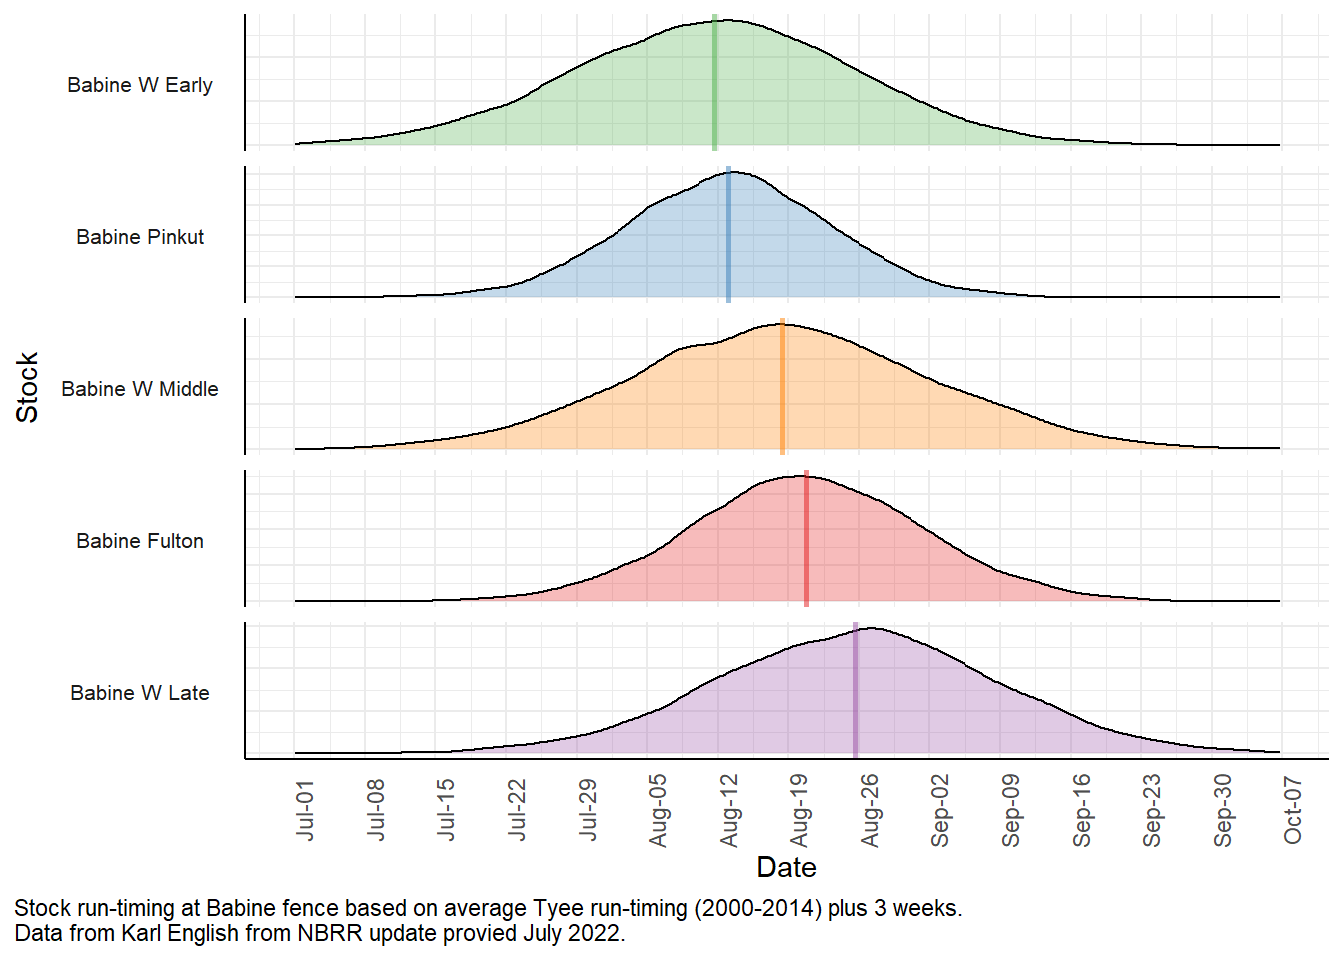 Babine W Early
Babine Pinkut
Stock
Babine W Middle
Babine Fulton
Babine W Late
Jul-01
Jul-08
Jul-15
Jul-22
Jul-29
Aug-05
Aug-12
Aug-19
Aug-26
Sep-02
Sep-09
Sep-16
Sep-23
Sep-30
Oct-07
Date
Stock run-timing at Babine fence based on average Tyee run-timing (2000-2014) plus 3 weeks.
Data from Karl English from NBRR update provied July 2022.